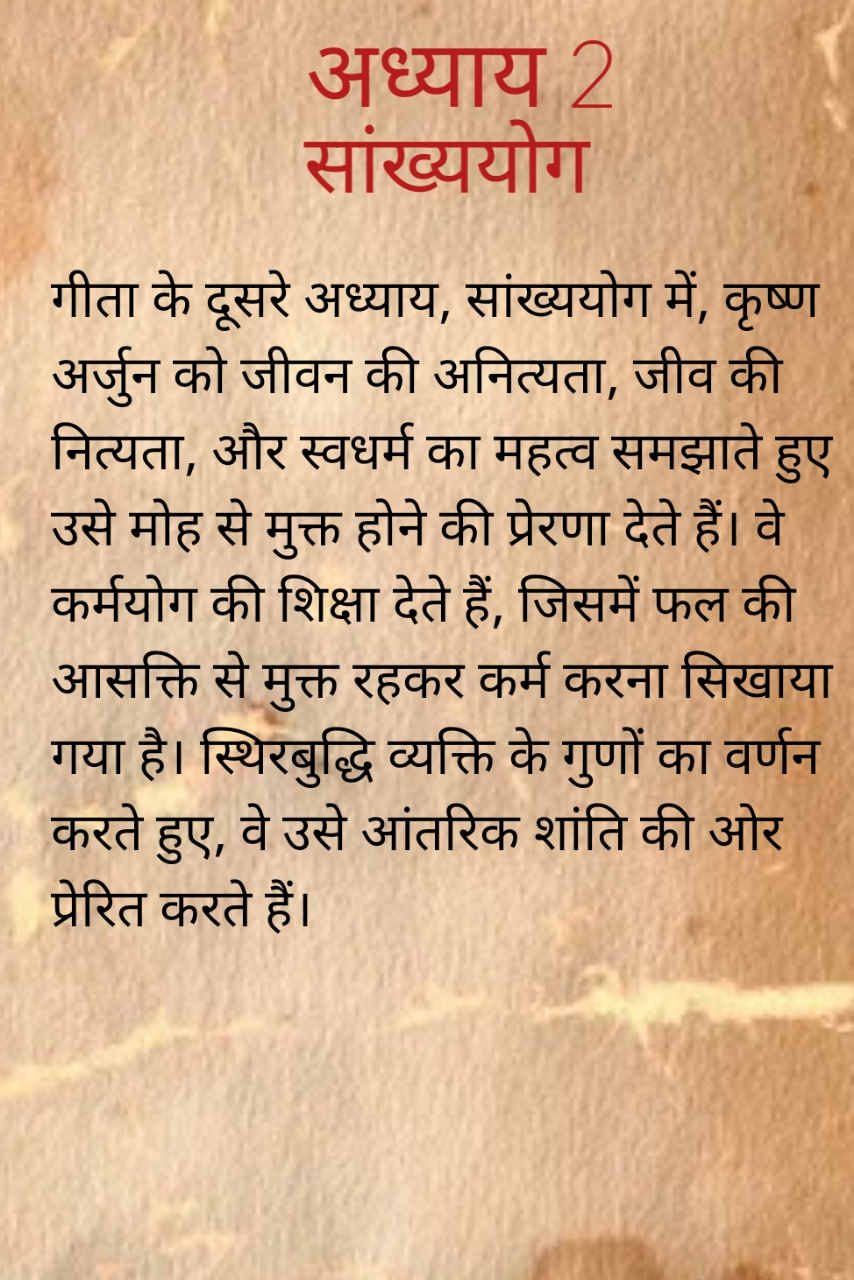 अध्याय 2
सांख्ययोग
गीता के दूसरे अध्याय, सांख्ययोग में, कृष्ण
अर्जुन को जीवन की अनित्यता, जीव की
नित्यता, और स्वधर्म का महत्व समझाते हुए
उसे मोह से मुक्त होने की प्रेरणा देते हैं। वे
कर्मयोग की शिक्षा देते हैं, जिसमें फल की
आसक्ति से मुक्त रहकर कर्म करना सिखाया
गया है। स्थिरबुद्धि व्यक्ति के गुणों का वर्णन
करते हुए, वे उसे आंतरिक शांति की ओर
प्रेरित करते हैं।